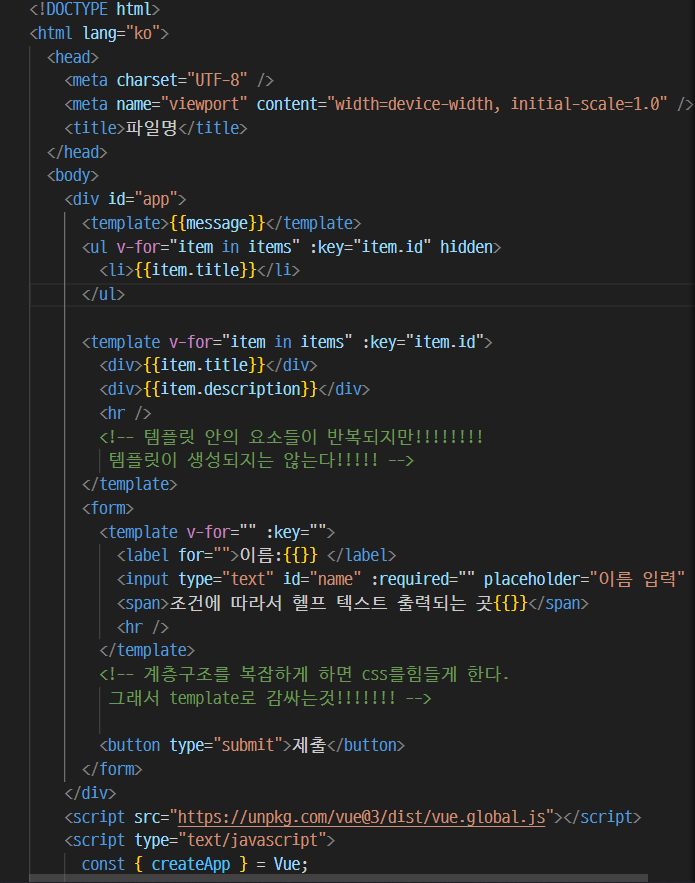 <!DOCTYPE html>
<html lang="ko">
<head>
<meta charset="UTF-8" />
<meta name="viewport" content="width=device-width, initial-scale=1.0" />
<title>파일명</title>
</head>
<body>
<div id="app">
<template>{{message}}</template>
<ul v-for="item in items" :key="item.id" hidden>
<li>{{item.title}}</li>
</ul>
<template v-for="item in items" :key="item.id">
<div>{{item.title}}</div>
<div>{{item.description}}</div>
<hr />
<!-- 템플릿 안의 요소들이 반복되지만!!!!!!!!
템플릿이 생성되지는 않는다!!!!! -->
</template>
<form>
<template v-for="" :key="">
<label for="">이름:{{}} </label>
<input type="text" id="name" :required="" placeholder="이름 입력"
<span>조건에 따라서 헬프 텍스트 출력되는 곳{{}}</span>
<hr />
</template>
<!-- 계층구조를 복잡하게 하면 css를힘들게 한다.
그래서 template로 감싸는것!!!!!!! -->
<button type="submit">제출</button>
</form>
</div>
<script src="https://unpkg.com/vue@3/dist/vue.global.js"></script>
<script type="text/javascript">
const { createApp } = Vue;